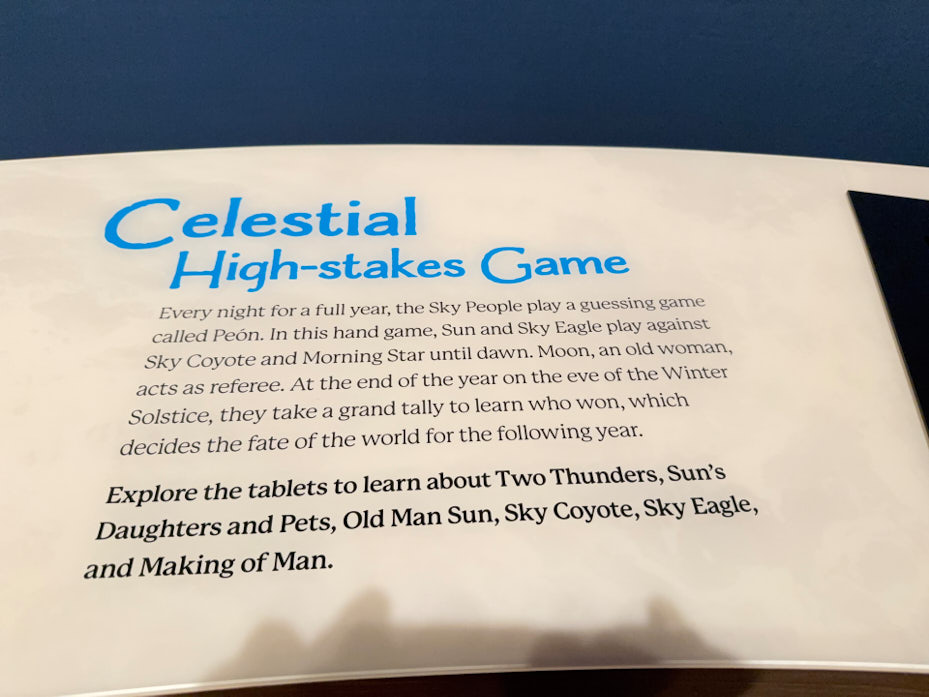 Celestial
High-stakes Game
Every night for a full year, the Sky People play a guessing game
called Peón. In this hand game, Sun and Sky Eagle play against
Sky Coyote and Morning Star until dawn. Moon, an old woman,
acts as referee. At the end of the year on the eve of the Winter
Solstice, they take a grand tally to learn who won, which
decides the fate of the world for the following year.
Explore the tablets to learn about Two Thunders, Sun's
Daughters and Pets, Old Man Sun, Sky Coyote, Sky Eagle,
and Making of Man.